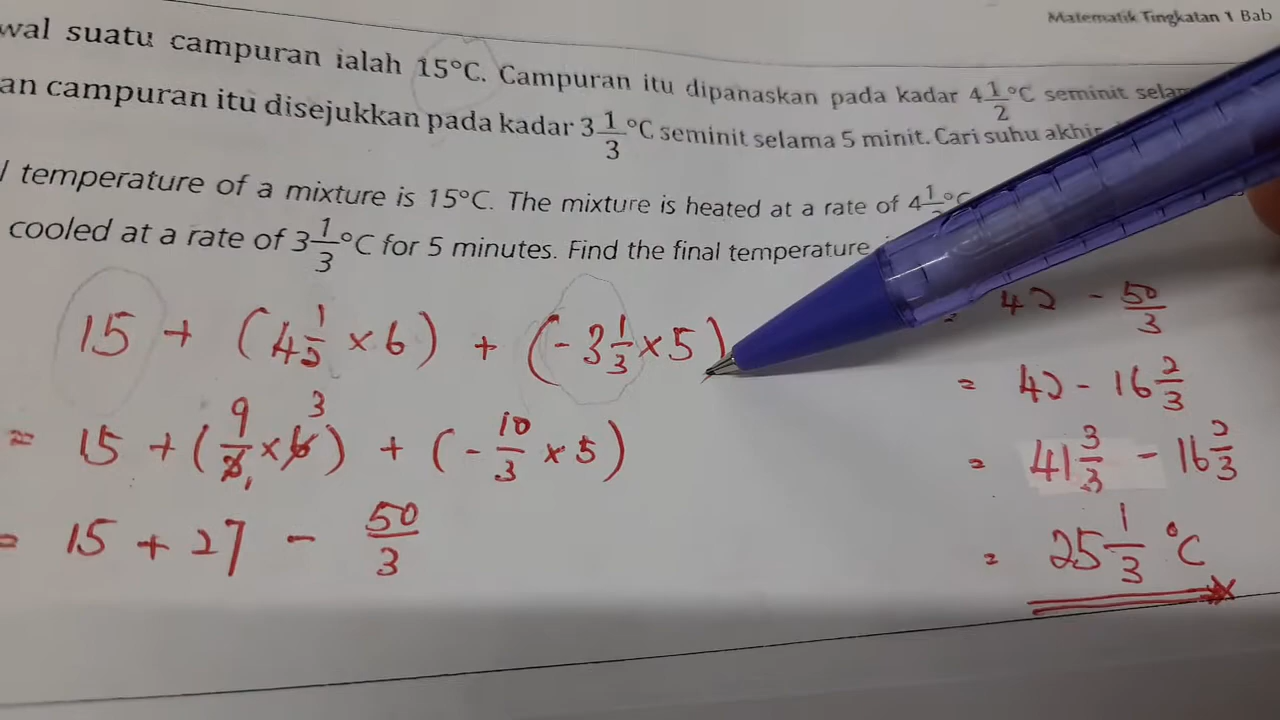 Matematik Tingkatan 1 Bab
wal suatu campuran ialah 15°C. Campuran itu dipanaskan pada kadar 4 1/2 °C seminit
an campuran itu disejukkan pada kadar 3 1/3 °C seminit selama 5 minit. Cari suhu akhir
temperature of a mixture is 15°C. The mixture is heated at a rate of 4
cooled at a rate of 3 1/3 °C for 5 minutes. Find the final temperature
15 + (4 1/2 × 6) + (-3 1/3 × 5)
= 15 + (9/2 1 × 6 3) + (-10/3 × 5)
= 15 + 27 - 50/3
= 42 - 50/3
= 42 - 16 2/3
= 41 3/3 - 16 2/3
= 25 1/3 °C